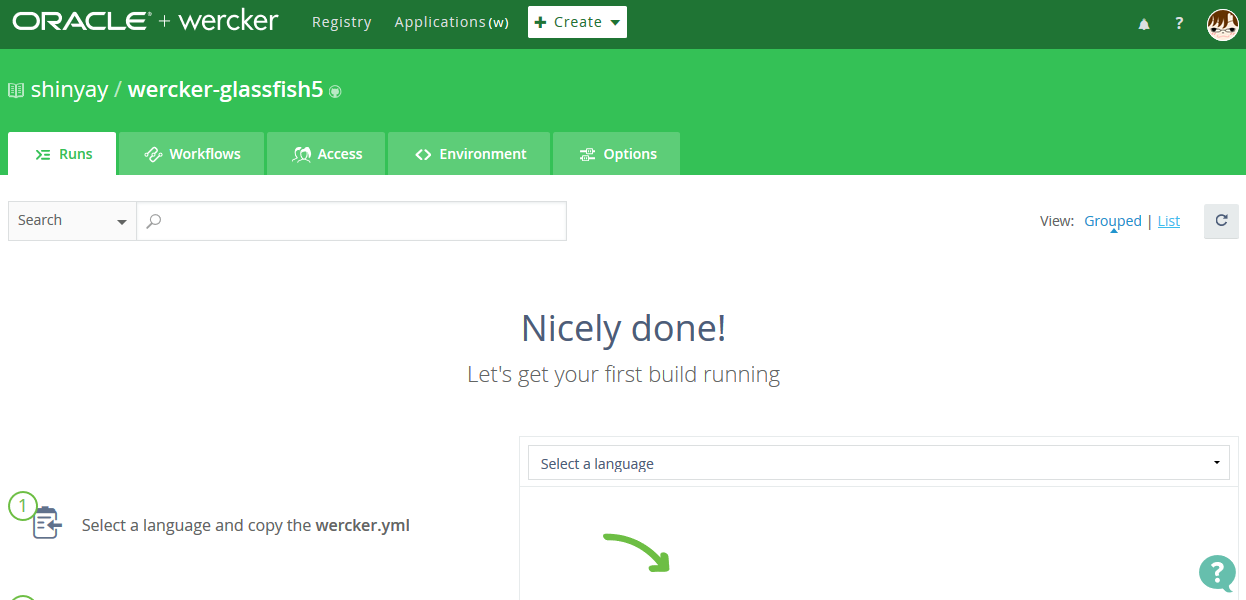 ORACLE® + wercker Registry Applications(w) + Create ?
shinyay / wercker-glassfish5
Runs Workflows Access Environment Options
Search View: Grouped | List
Nicely done!
Let's get your first build running
Select a language
1 Select a language and copy the wercker.yml
?